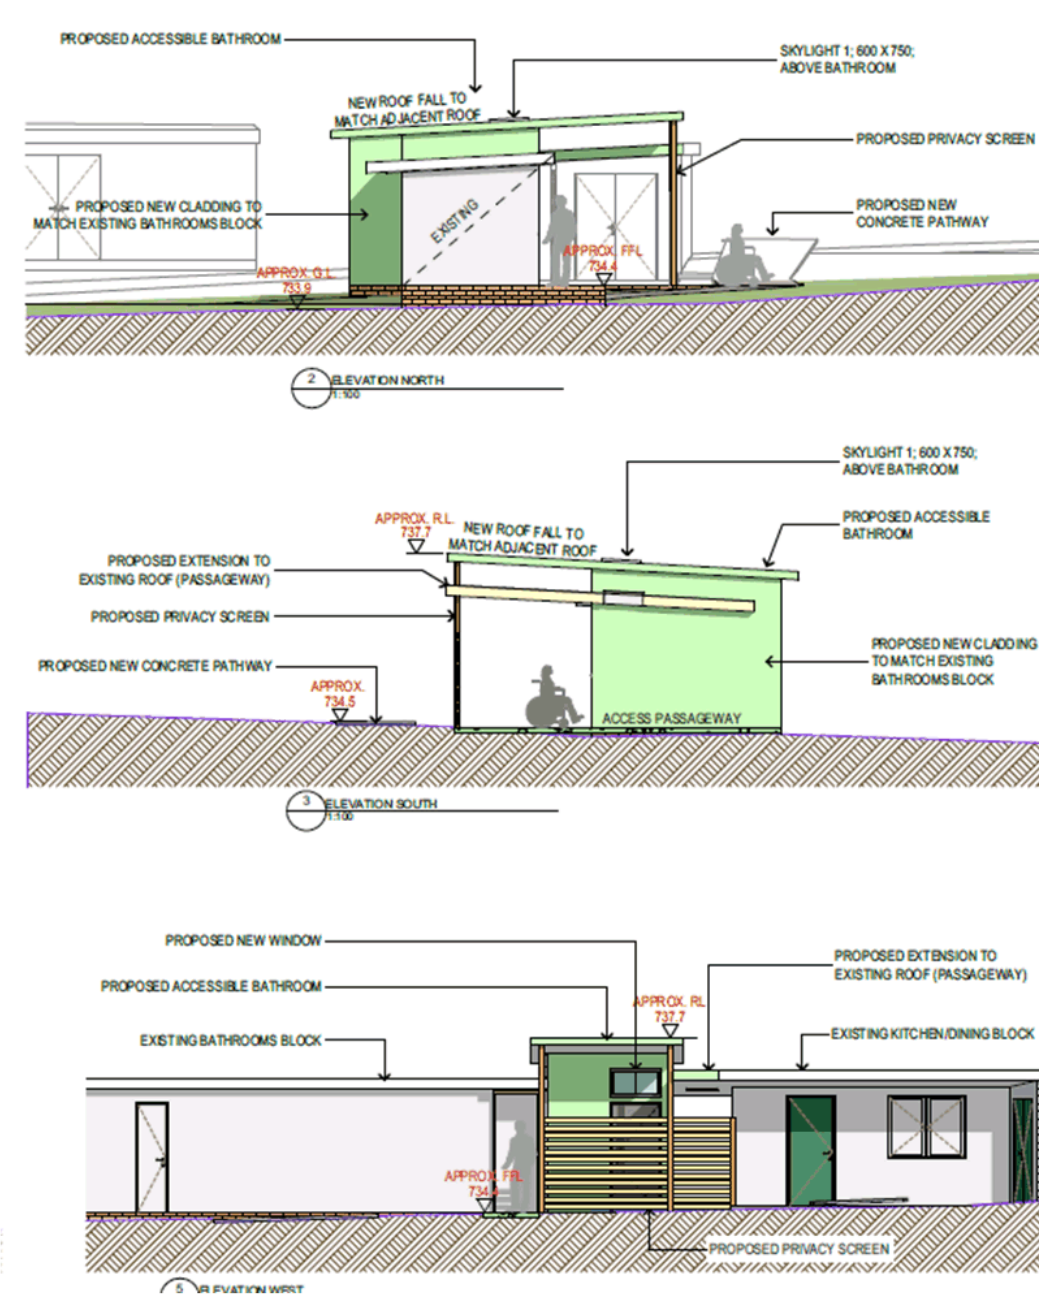 PROPOSED ACCESSIBLE BATHROOM
SKYLIGHT 1; 600 X 750;
ABOVE BATHROOM
NEW ROOF FALL TO
MATCH ADJACENT ROOF
PROPOSED PRIVACY SCREEN
PROPOSED NEW CLADDING TO
MATCH EXISTING BATHROOMS BLOCK
EXISTING
PROPOSED NEW
CONCRETE PATHWAY
APPROX. FFL
734.4
APPROX. G.L.
733.9
2
ELEVATION NORTH
1:100
SKYLIGHT 1; 600 X 750;
ABOVE BATHROOM
APPROX. R.L.
737.7
NEW ROOF FALL TO
MATCH ADJACENT ROOF
PROPOSED ACCESSIBLE
BATHROOM
PROPOSED EXTENSION TO
EXISTING ROOF (PASSAGEWAY)
PROPOSED PRIVACY SCREEN
PROPOSED NEW CLADDING
TO MATCH EXISTING
BATHROOMS BLOCK
PROPOSED NEW CONCRETE PATHWAY
APPROX.
734.5
ACCESS PASSAGEWAY
3
ELEVATION SOUTH
1:100
PROPOSED NEW WINDOW
PROPOSED EXTENSION TO
EXISTING ROOF (PASSAGEWAY)
PROPOSED ACCESSIBLE BATHROOM
APPROX. RL
737.7
EXISTING BATHROOMS BLOCK
EXISTING KITCHEN/DINING BLOCK
APPROX. FFL
734.4
PROPOSED PRIVACY SCREEN
5
ELEVATION WEST